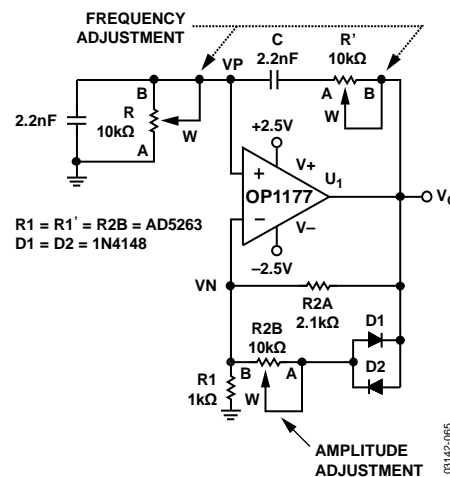 FREQUENCY
ADJUSTMENT
C
2.2nF
R'
10kΩ
VP
A
B
W
B
R
10kΩ
W
A
2.2nF
+2.5V
V+
U1
+
OP1177
−
V−
–2.5V
VO
R1 = R1' = R2B = AD5263
D1 = D2 = 1N4148
VN
R2A
2.1kΩ
D1
D2
R2B
10kΩ
B
A
W
R1
1kΩ
AMPLITUDE
ADJUSTMENT
03142-065